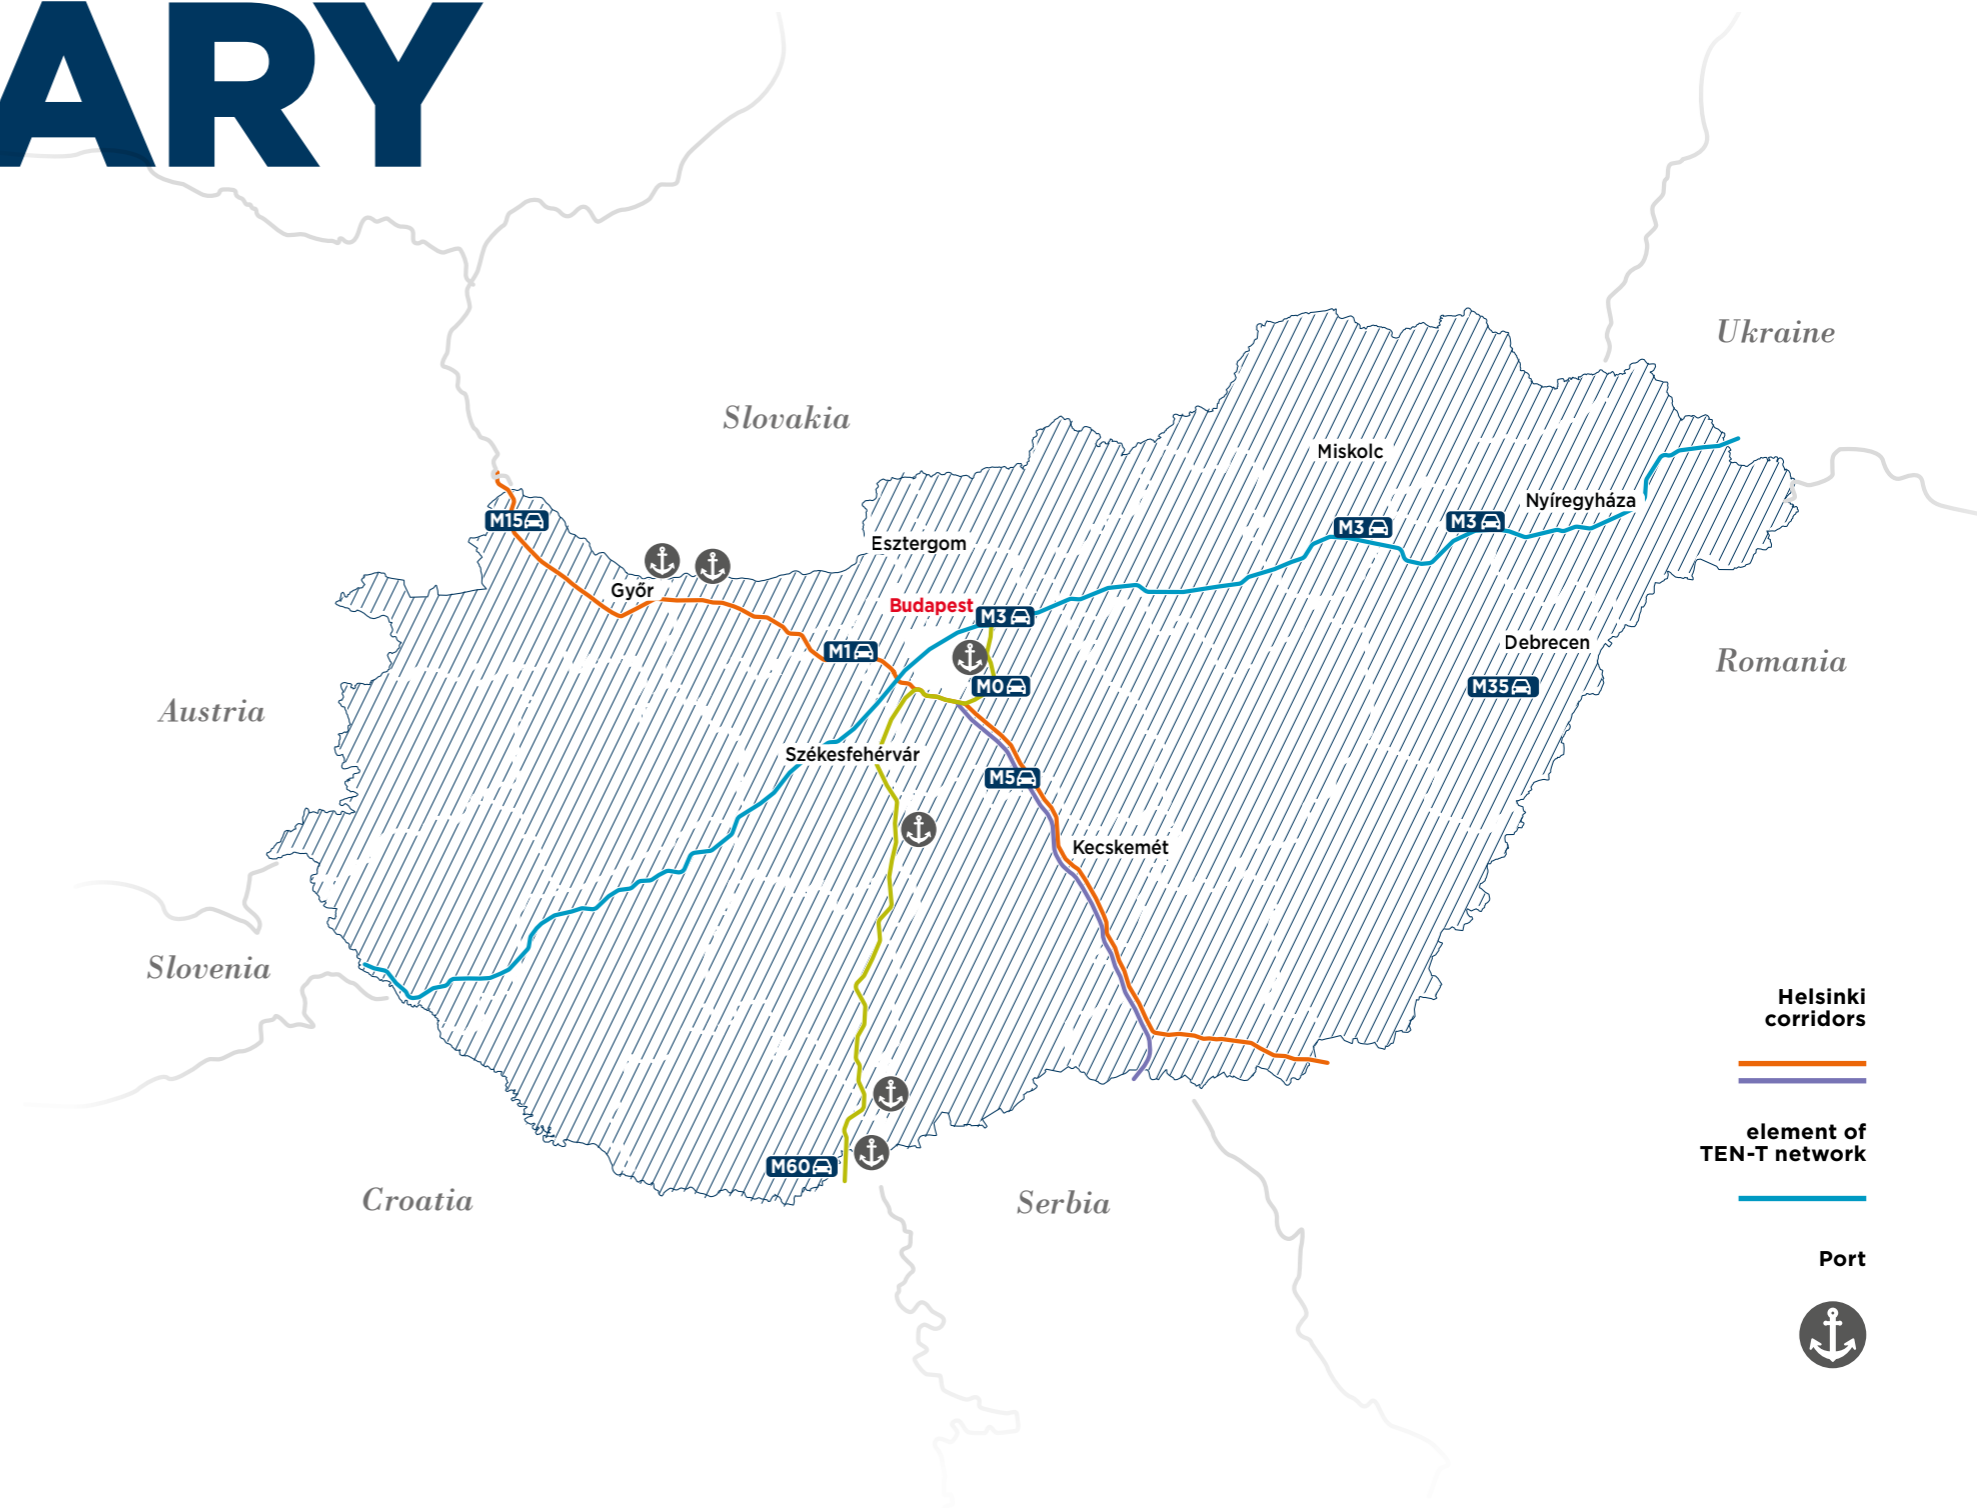 ARY
Ukraine
Slovakia
Miskolc
Nyíregyháza
M15
M3
M3
Esztergom
Győr
Budapest
M3
Debrecen
M1
Romania
M0
M35
Austria
Székesfehérvár
M5
Kecskemét
Slovenia
Helsinki
corridors
element of
TEN-T network
M60
Croatia
Serbia
Port